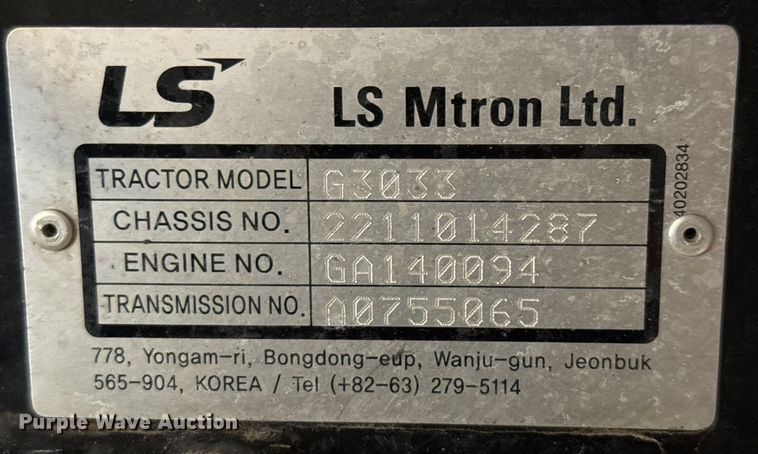 LS
LS Mtron Ltd.
TRACTOR MODEL G3033
CHASSIS NO. 2211014287
ENGINE NO. GA140094
TRANSMISSION NO. A0755065
40202834
778, Yongam-ri, Bongdong-eup, Wanju-gun, Jeonbuk
565-904, KOREA / Tel (+82-63) 279-5114
Purple Wave Auction